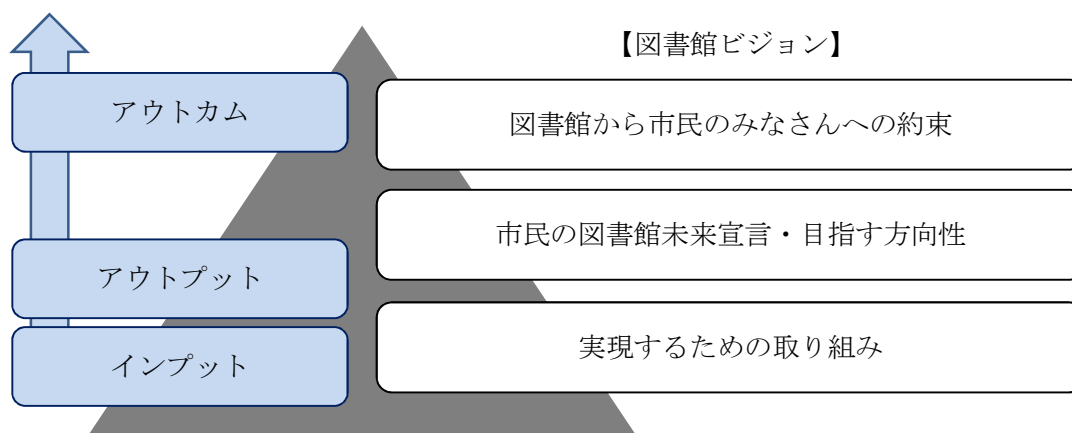 【図書館ビジョン】
アウトカム
図書館から市民のみなさんへの約束
市民の図書館未来宣言・目指す方向性
アウトプット
実現するための取り組み
インプット